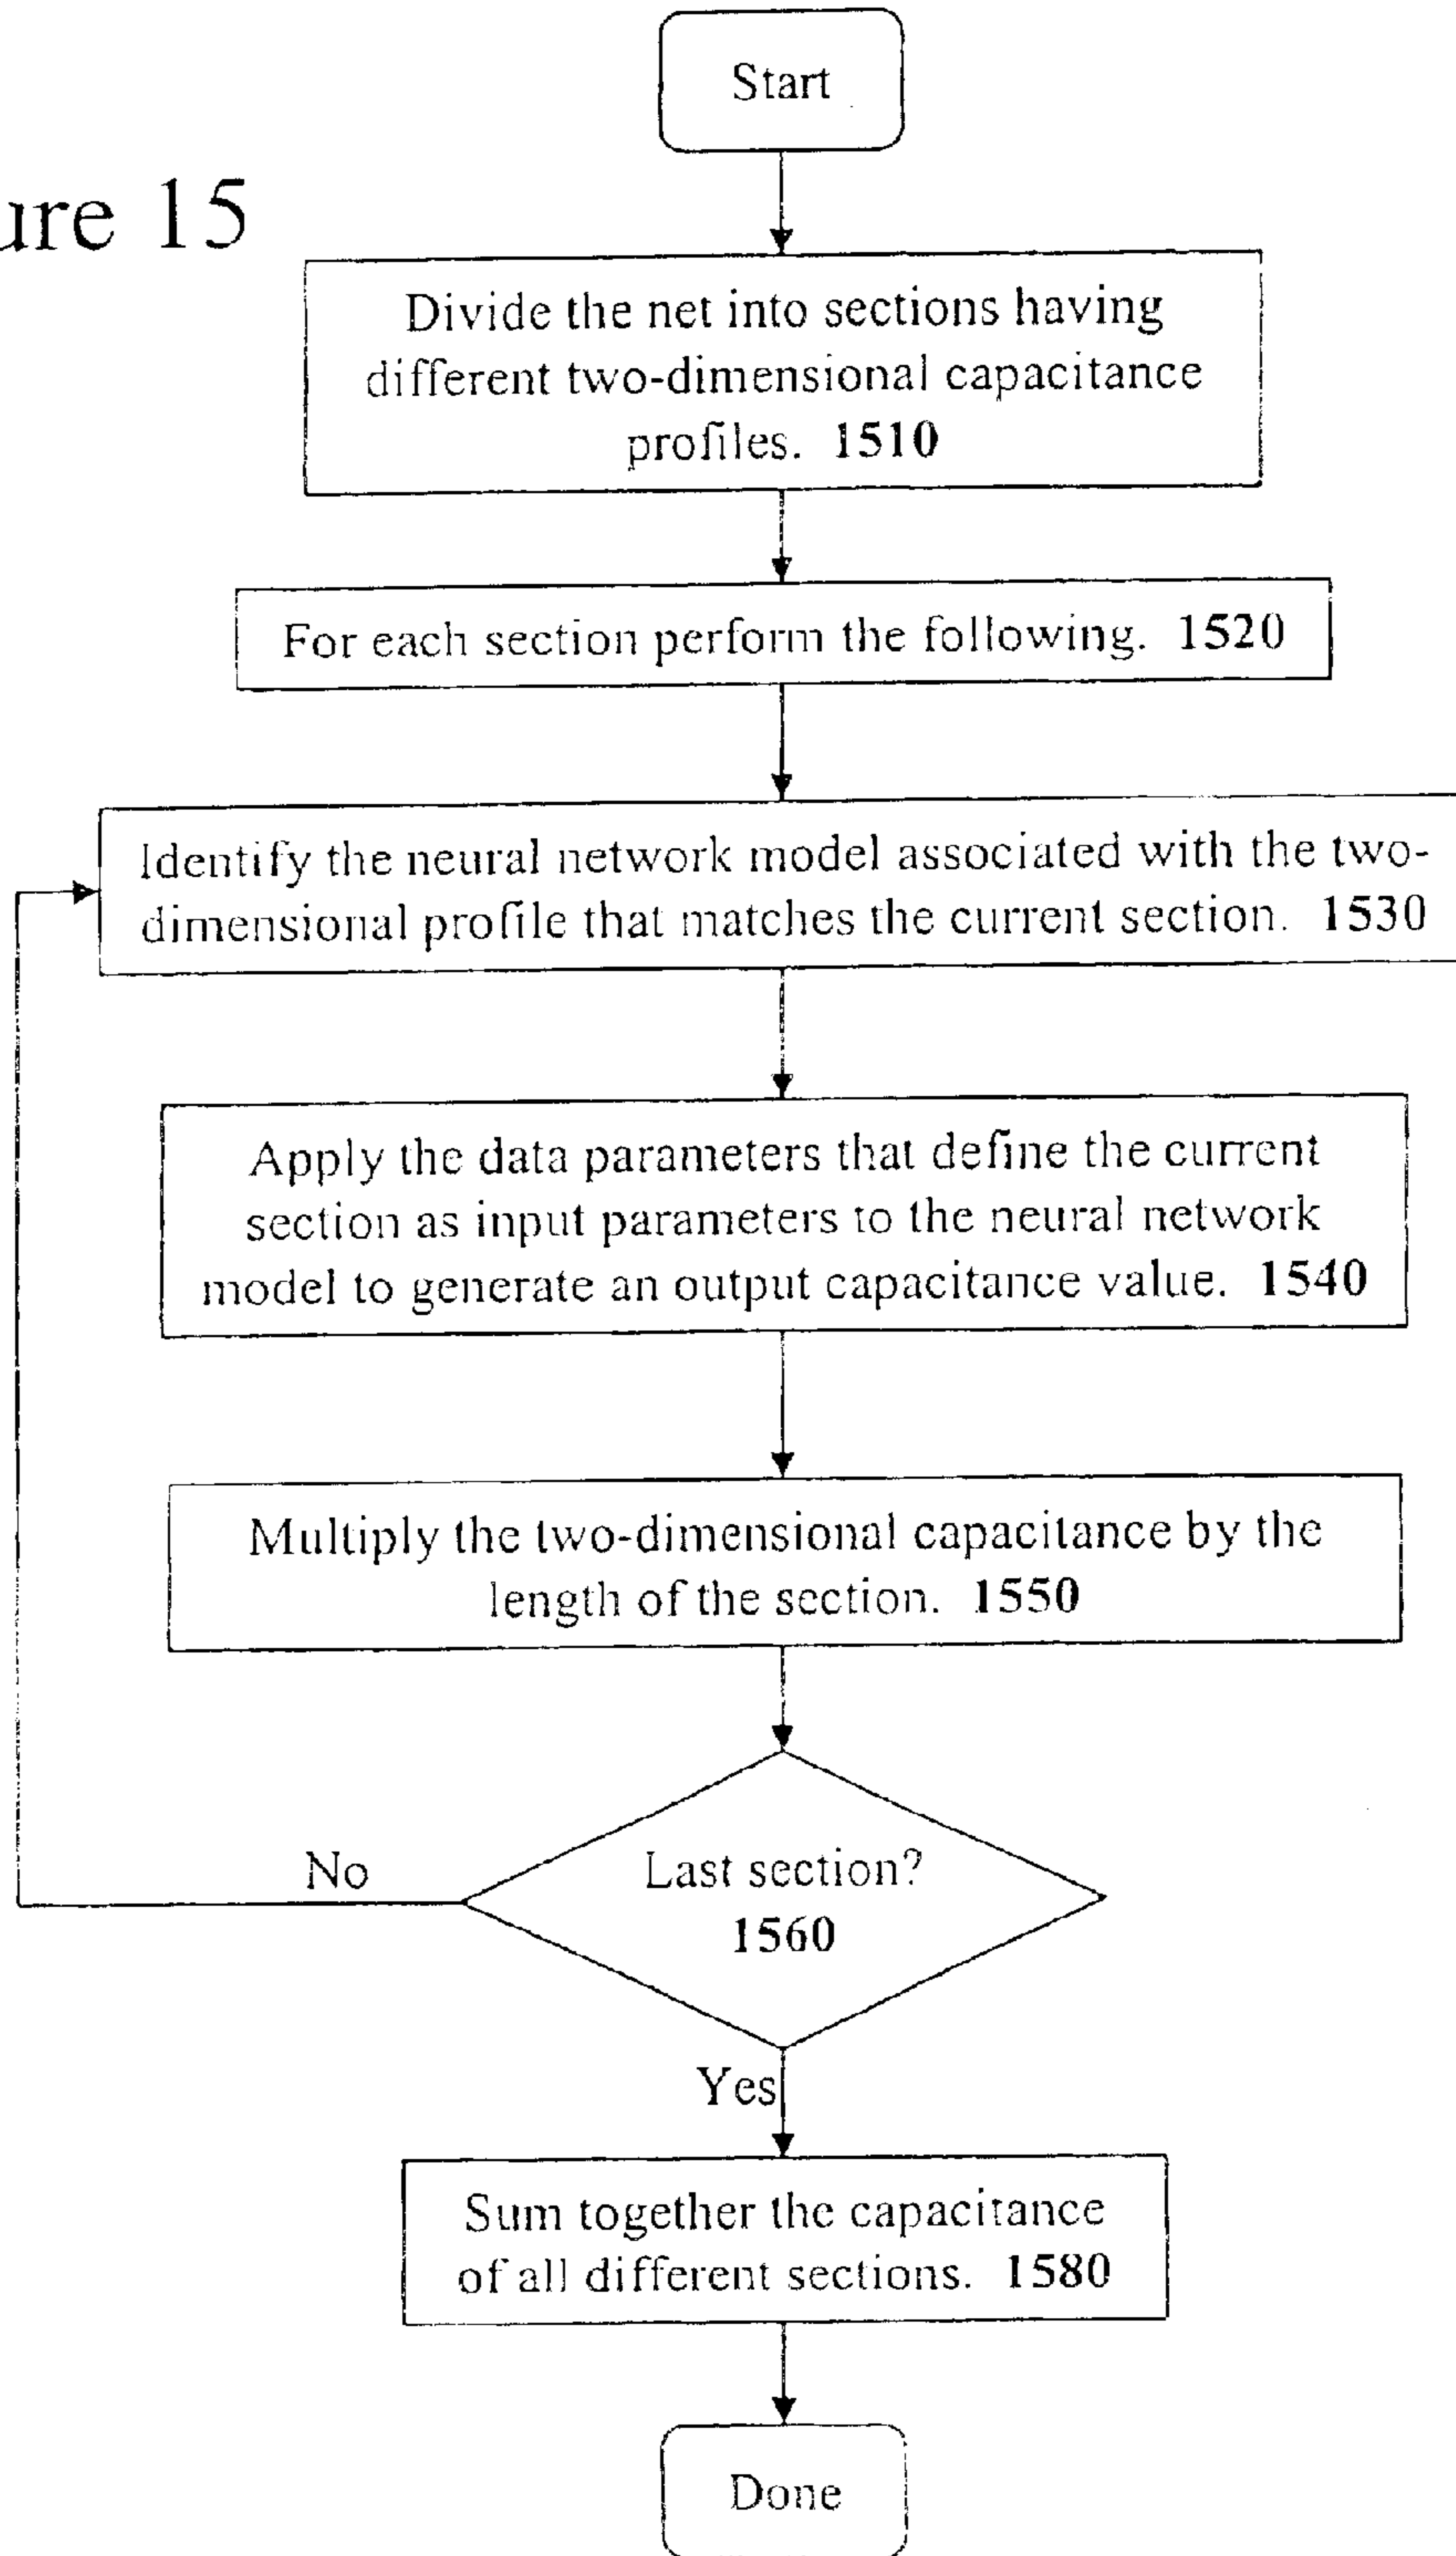 Start
ure 15
Divide the net into sections having
different two-dimensional capacitance
profiles. 1510
For each section perform the following. 1520
Identify the neural network model associated with the two-
dimensional profile that matches the current section. 1530
Apply the data parameters that define the current
section as input parameters to the neural network
model to generate an output capacitance value. 1540
Multiply the two-dimensional capacitance by the
length of the section. 1550
No
Last section?
1560
Yes
Sum together the capacitance
of all different sections. 1580
Done